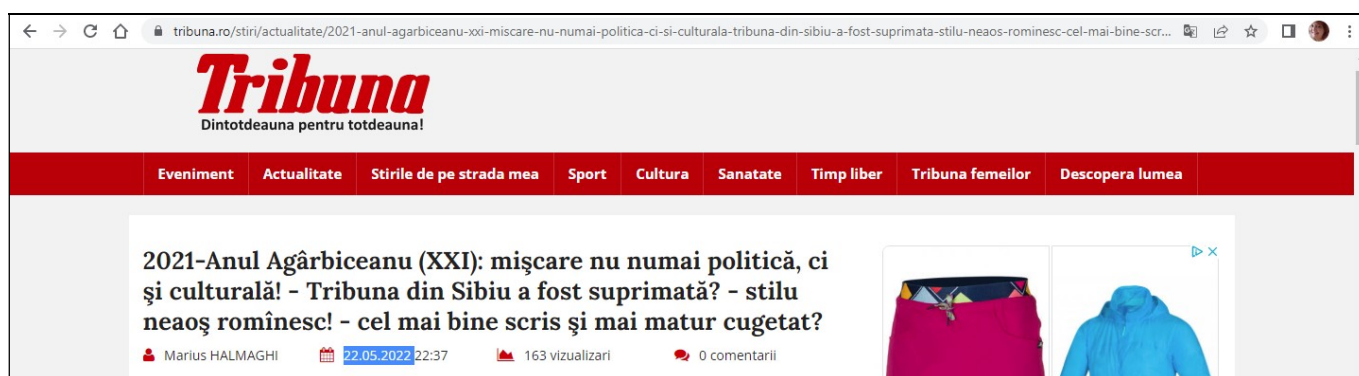 tribuna.ro/stiri/actualitate/2021-anul-agarbiceanu-xxi-miscare-nu-numai-politica-ci-si-culturala-tribuna-din-sibiu-a-fost-suprimata-stilu-neaos-rominesc-cel-mai-bine-scr...
Tribuna
Dintotdeauna pentru totdeauna!
Eveniment Actualitate Stirile de pe strada mea Sport Cultura Sanatate Timp liber Tribuna femeilor Descopera lumea
2021-Anul Agârbiceanu (XXI): mişcare nu numai politică, ci
şi culturală! - Tribuna din Sibiu a fost suprimată? - stilu
neaoş romînesc! - cel mai bine scris şi mai matur cugetat?
Marius HALMAGHI 22.05.2022 22:37 163 vizualizari 0 comentarii